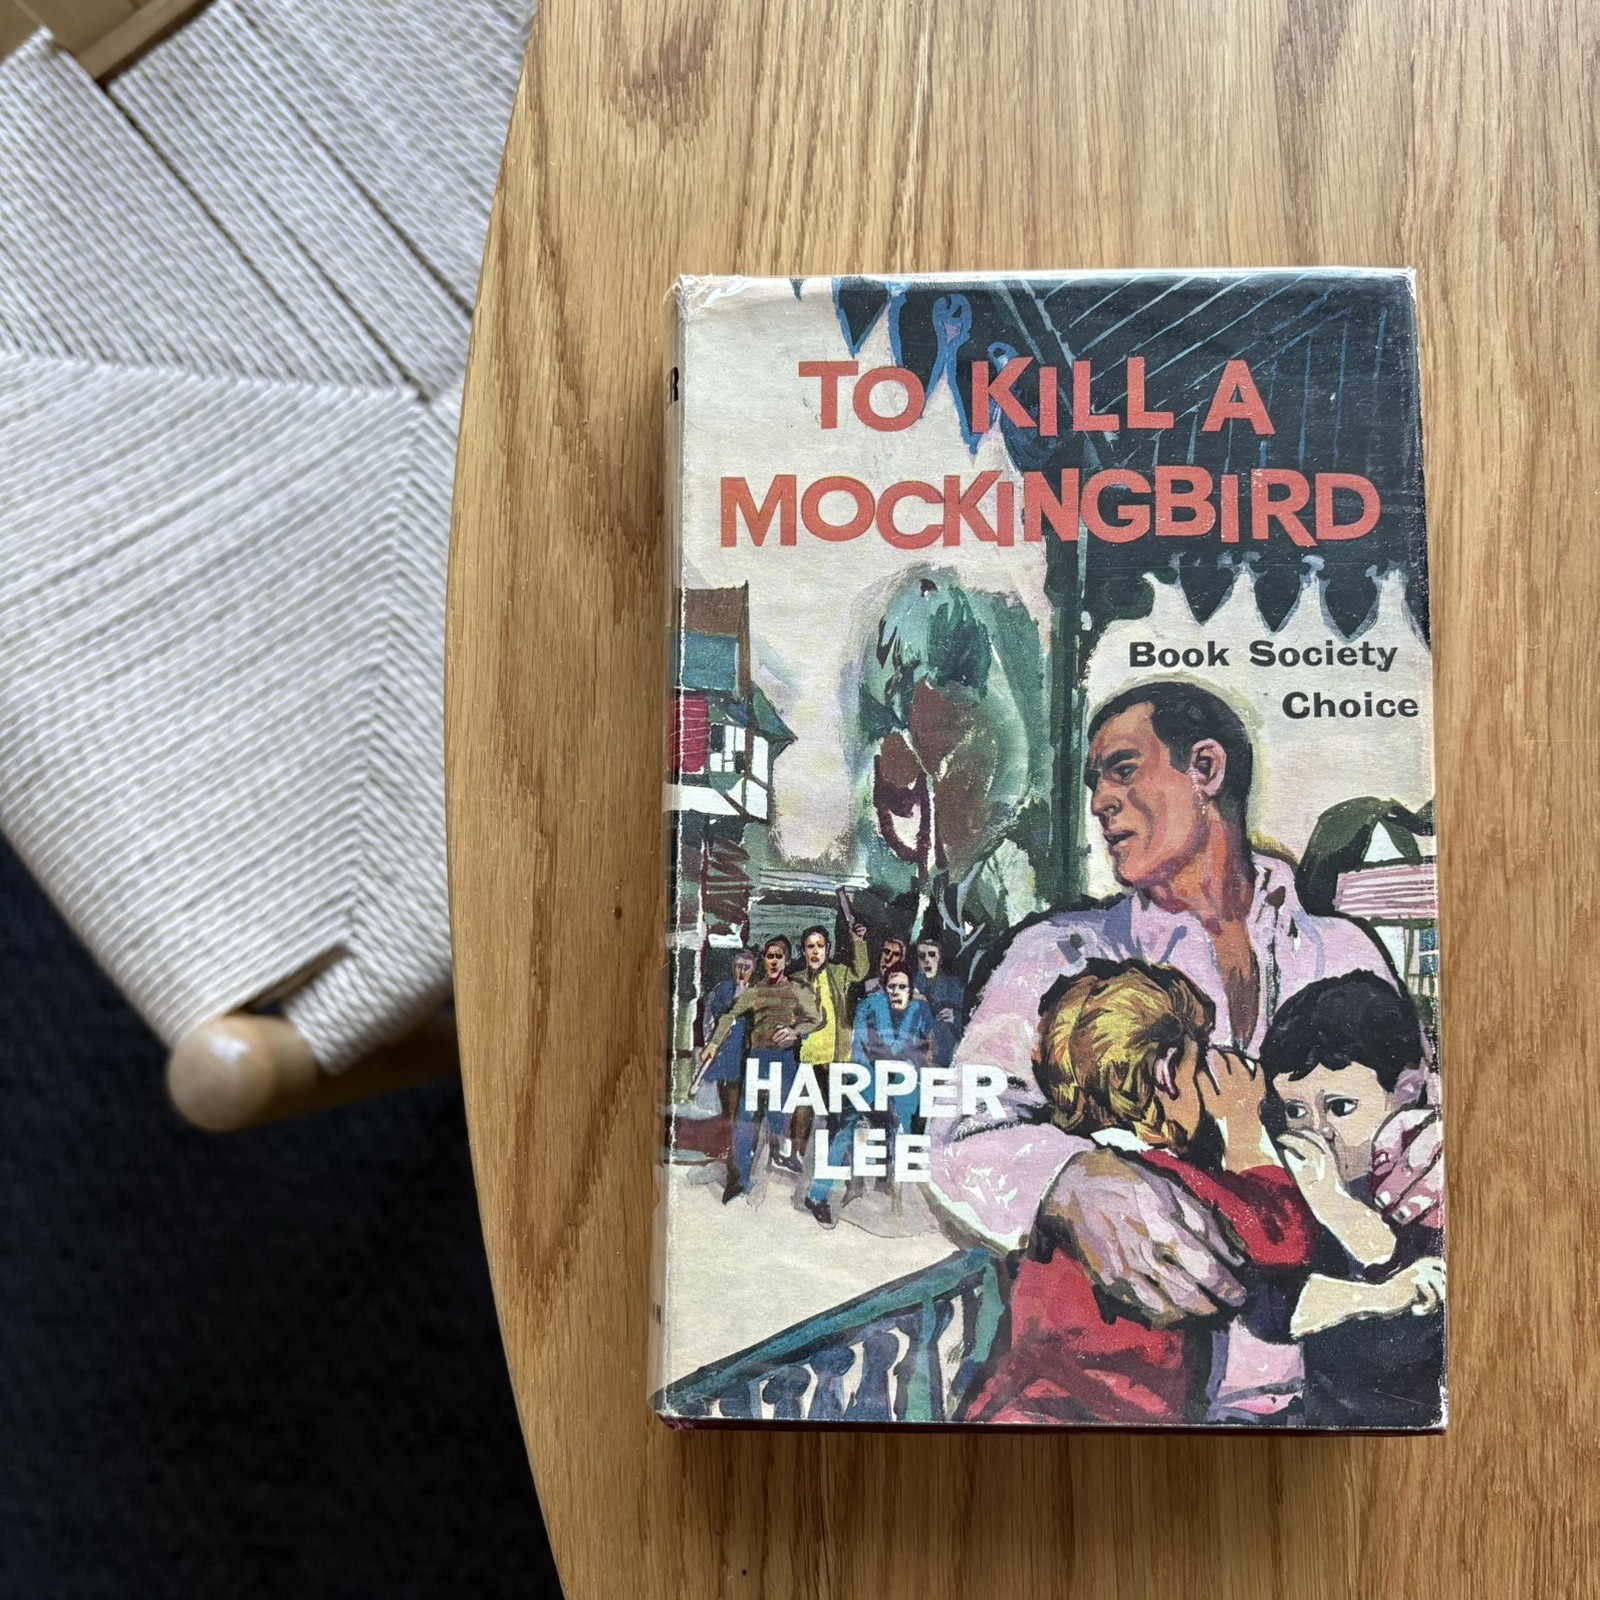 TO KILL A
MOCKINGBIRD
Book Society
Choice
HARPER
LEE